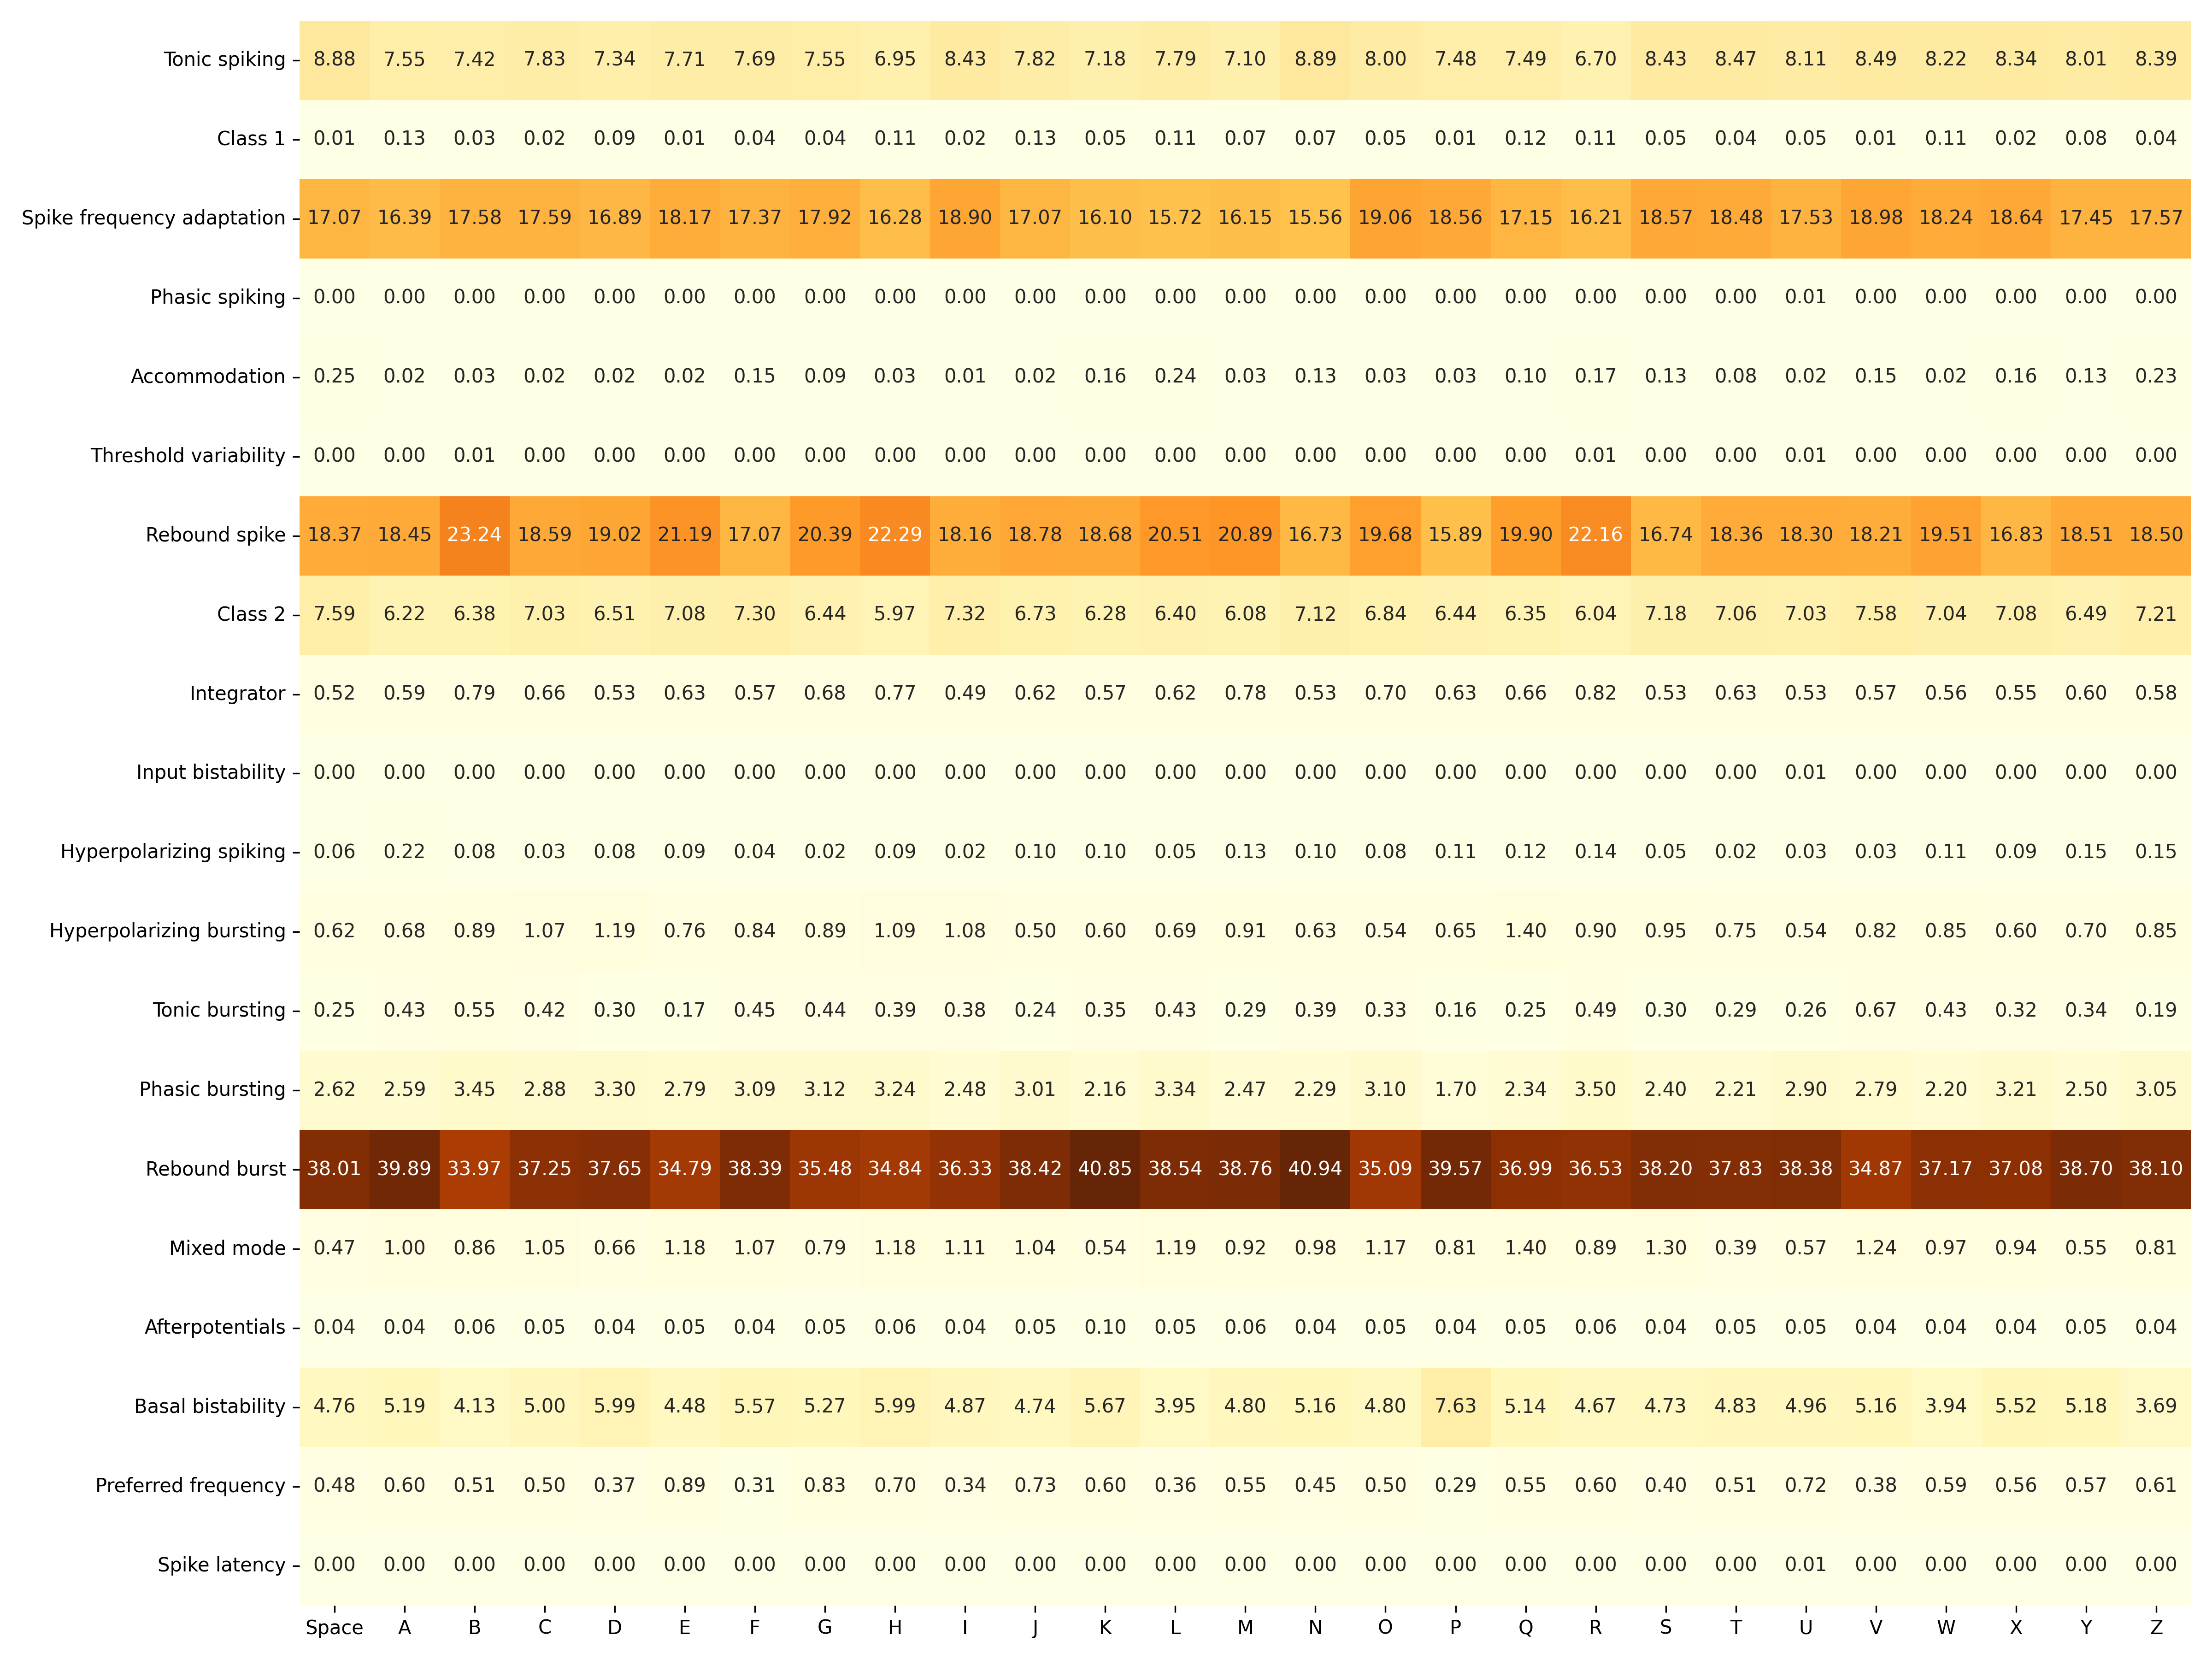 Tonic spiking 8.88 7.55 7.42 7.83 7.34 7.71 7.69 7.55 6.95 8.43 7.82 7.18 7.79 7.10 8.89 8.00 7.48 7.49 6.70 8.43 8.47 8.11 8.49 8.22 8.34 8.01 8.39
Class 1 0.01 0.13 0.03 0.02 0.09 0.01 0.04 0.04 0.11 0.02 0.13 0.05 0.11 0.07 0.07 0.05 0.01 0.12 0.11 0.05 0.04 0.05 0.01 0.11 0.02 0.08 0.04
Spike frequency adaptation 17.07 16.39 17.58 17.59 16.89 18.17 17.37 17.92 16.28 18.90 17.07 16.10 15.72 16.15 15.56 19.06 18.56 17.15 16.21 18.57 18.48 17.53 18.98 18.24 18.64 17.45 17.57
Phasic spiking 0.00 0.00 0.00 0.00 0.00 0.00 0.00 0.00 0.00 0.00 0.00 0.00 0.00 0.00 0.00 0.00 0.00 0.00 0.00 0.00 0.00 0.01 0.00 0.00 0.00 0.00 0.00
Accommodation 0.25 0.02 0.03 0.02 0.02 0.02 0.15 0.09 0.03 0.01 0.02 0.16 0.24 0.03 0.13 0.03 0.03 0.10 0.17 0.13 0.08 0.02 0.15 0.02 0.16 0.13 0.23
Threshold variability 0.00 0.00 0.01 0.00 0.00 0.00 0.00 0.00 0.00 0.00 0.00 0.00 0.00 0.00 0.00 0.00 0.00 0.00 0.01 0.00 0.00 0.01 0.00 0.00 0.00 0.00 0.00
Rebound spike 18.37 18.45 23.24 18.59 19.02 21.19 17.07 20.39 22.29 18.16 18.78 18.68 20.51 20.89 16.73 19.68 15.89 19.90 22.16 16.74 18.36 18.30 18.21 19.51 16.83 18.51 18.50
Class 2 7.59 6.22 6.38 7.03 6.51 7.08 7.30 6.44 5.97 7.32 6.73 6.28 6.40 6.08 7.12 6.84 6.44 6.35 6.04 7.18 7.06 7.03 7.58 7.04 7.08 6.49 7.21
Integrator 0.52 0.59 0.79 0.66 0.53 0.63 0.57 0.68 0.77 0.49 0.62 0.57 0.62 0.78 0.53 0.70 0.63 0.66 0.82 0.53 0.63 0.53 0.57 0.56 0.55 0.60 0.58
Input bistability 0.00 0.00 0.00 0.00 0.00 0.00 0.00 0.00 0.00 0.00 0.00 0.00 0.00 0.00 0.00 0.00 0.00 0.00 0.00 0.00 0.00 0.01 0.00 0.00 0.00 0.00 0.00
Hyperpolarizing spiking 0.06 0.22 0.08 0.03 0.08 0.09 0.04 0.02 0.09 0.02 0.10 0.10 0.05 0.13 0.10 0.08 0.11 0.12 0.14 0.05 0.02 0.03 0.03 0.11 0.09 0.15 0.15
Hyperpolarizing bursting 0.62 0.68 0.89 1.07 1.19 0.76 0.84 0.89 1.09 1.08 0.50 0.60 0.69 0.91 0.63 0.54 0.65 1.40 0.90 0.95 0.75 0.54 0.82 0.85 0.60 0.70 0.85
Tonic bursting 0.25 0.43 0.55 0.42 0.30 0.17 0.45 0.44 0.39 0.38 0.24 0.35 0.43 0.29 0.39 0.33 0.16 0.25 0.49 0.30 0.29 0.26 0.67 0.43 0.32 0.34 0.19
Phasic bursting 2.62 2.59 3.45 2.88 3.30 2.79 3.09 3.12 3.24 2.48 3.01 2.16 3.34 2.47 2.29 3.10 1.70 2.34 3.50 2.40 2.21 2.90 2.79 2.20 3.21 2.50 3.05
Rebound burst 38.01 39.89 33.97 37.25 37.65 34.79 38.39 35.48 34.84 36.33 38.42 40.85 38.54 38.76 40.94 35.09 39.57 36.99 36.53 38.20 37.83 38.38 34.87 37.17 37.08 38.70 38.10
Mixed mode 0.47 1.00 0.86 1.05 0.66 1.18 1.07 0.79 1.18 1.11 1.04 0.54 1.19 0.92 0.98 1.17 0.81 1.40 0.89 1.30 0.39 0.57 1.24 0.97 0.94 0.55 0.81
Afterpotentials 0.04 0.04 0.06 0.05 0.04 0.05 0.04 0.05 0.06 0.04 0.05 0.10 0.05 0.06 0.04 0.05 0.04 0.05 0.06 0.04 0.05 0.05 0.04 0.04 0.04 0.05 0.04
Basal bistability 4.76 5.19 4.13 5.00 5.99 4.48 5.57 5.27 5.99 4.87 4.74 5.67 3.95 4.80 5.16 4.80 7.63 5.14 4.67 4.73 4.83 4.96 5.16 3.94 5.52 5.18 3.69
Preferred frequency 0.48 0.60 0.51 0.50 0.37 0.89 0.31 0.83 0.70 0.34 0.73 0.60 0.36 0.55 0.45 0.50 0.29 0.55 0.60 0.40 0.51 0.72 0.38 0.59 0.56 0.57 0.61
Spike latency 0.00 0.00 0.00 0.00 0.00 0.00 0.00 0.00 0.00 0.00 0.00 0.00 0.00 0.00 0.00 0.00 0.00 0.00 0.00 0.00 0.00 0.01 0.00 0.00 0.00 0.00 0.00
Space A B C D E F G H I J K L M N O P Q R S T U V W X Y Z